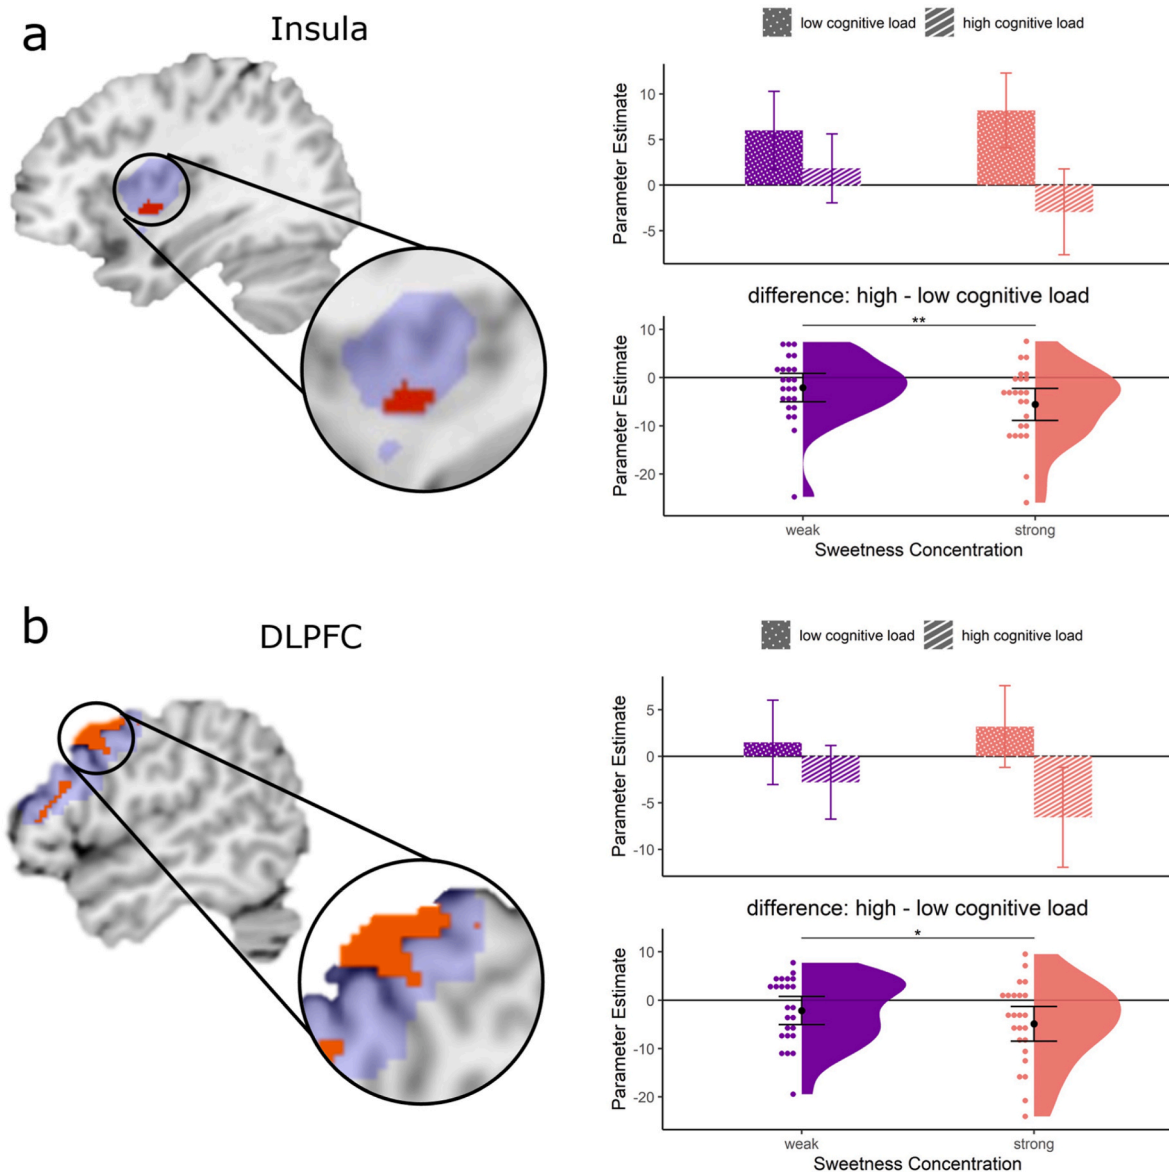 a
Insula
low cognitive load high cognitive load
Parameter Estimate
10
5
0
-5
difference: high - low cognitive load
Parameter Estimate
10
0
-10
-20
**
weak strong
Sweetness Concentration
b
DLPFC
low cognitive load high cognitive load
Parameter Estimate
5
0
-5
-10
difference: high - low cognitive load
Parameter Estimate
10
0
-10
-20
*
weak strong
Sweetness Concentration